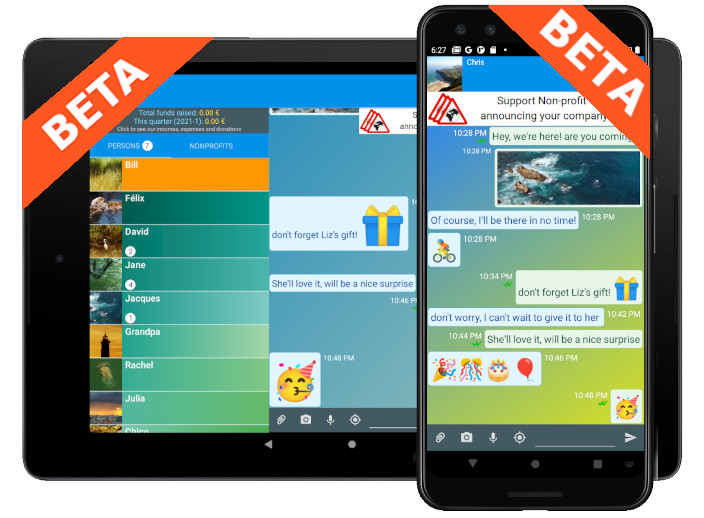 BETA
Total funds raised: 0.00 €
This quarter (2021-1): 0.00 €
Click to see our incomes, expenses and donations
PERSONS 7
NONPROFITS
Bill
Félix
David
2
Jane
4
Jacques
1
Grandpa
Rachel
Julia
Chico
S
anno
10
don't forget Liz's gift!
She'll love it, will be a nice surprise
10:46
10:48 PM
BETA
6:27
Chris
Support Non-profit
announcing your company
10:28 PM
Hey, we're here! are you coming
10:28 PM
Of course, I'll be there in no time!
10:28 PM
10:28 PM
10:34 PM
don't forget Liz's gift!
don't worry, I can't wait to give it to her
10:42 PM
10:44 PM
She'll love it, will be a nice surprise
10:46 PM
10:48 PM